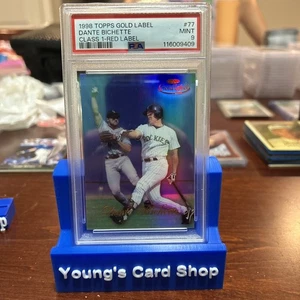 1998 TOPPS GOLD LABEL #77
DANTE BICHETTE MINT
CLASS 1-RED LABEL 9
PSA 116009409
ROCKIES
Young's Card Shop